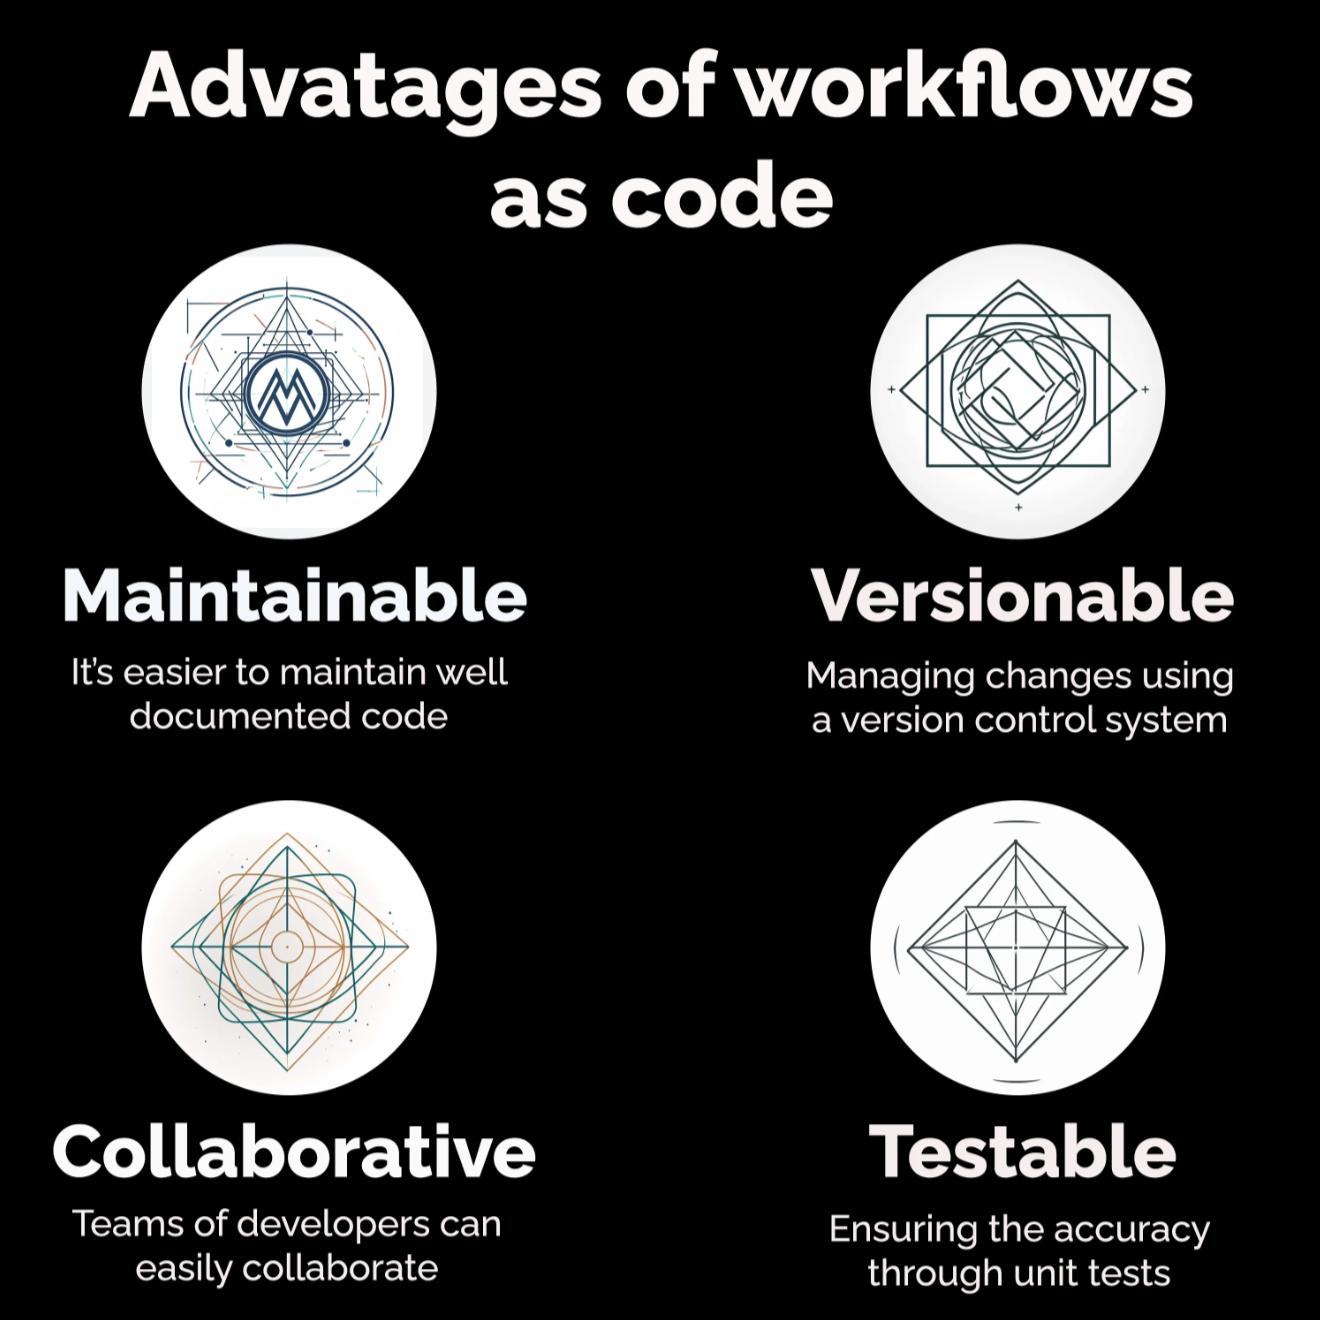 Advatages of workflows
as code
Maintainable
It's easier to maintain well
documented code
Versionable
Managing changes using
a version control system
Collaborative
Teams of developers can
easily collaborate
Testable
Ensuring the accuracy
through unit tests